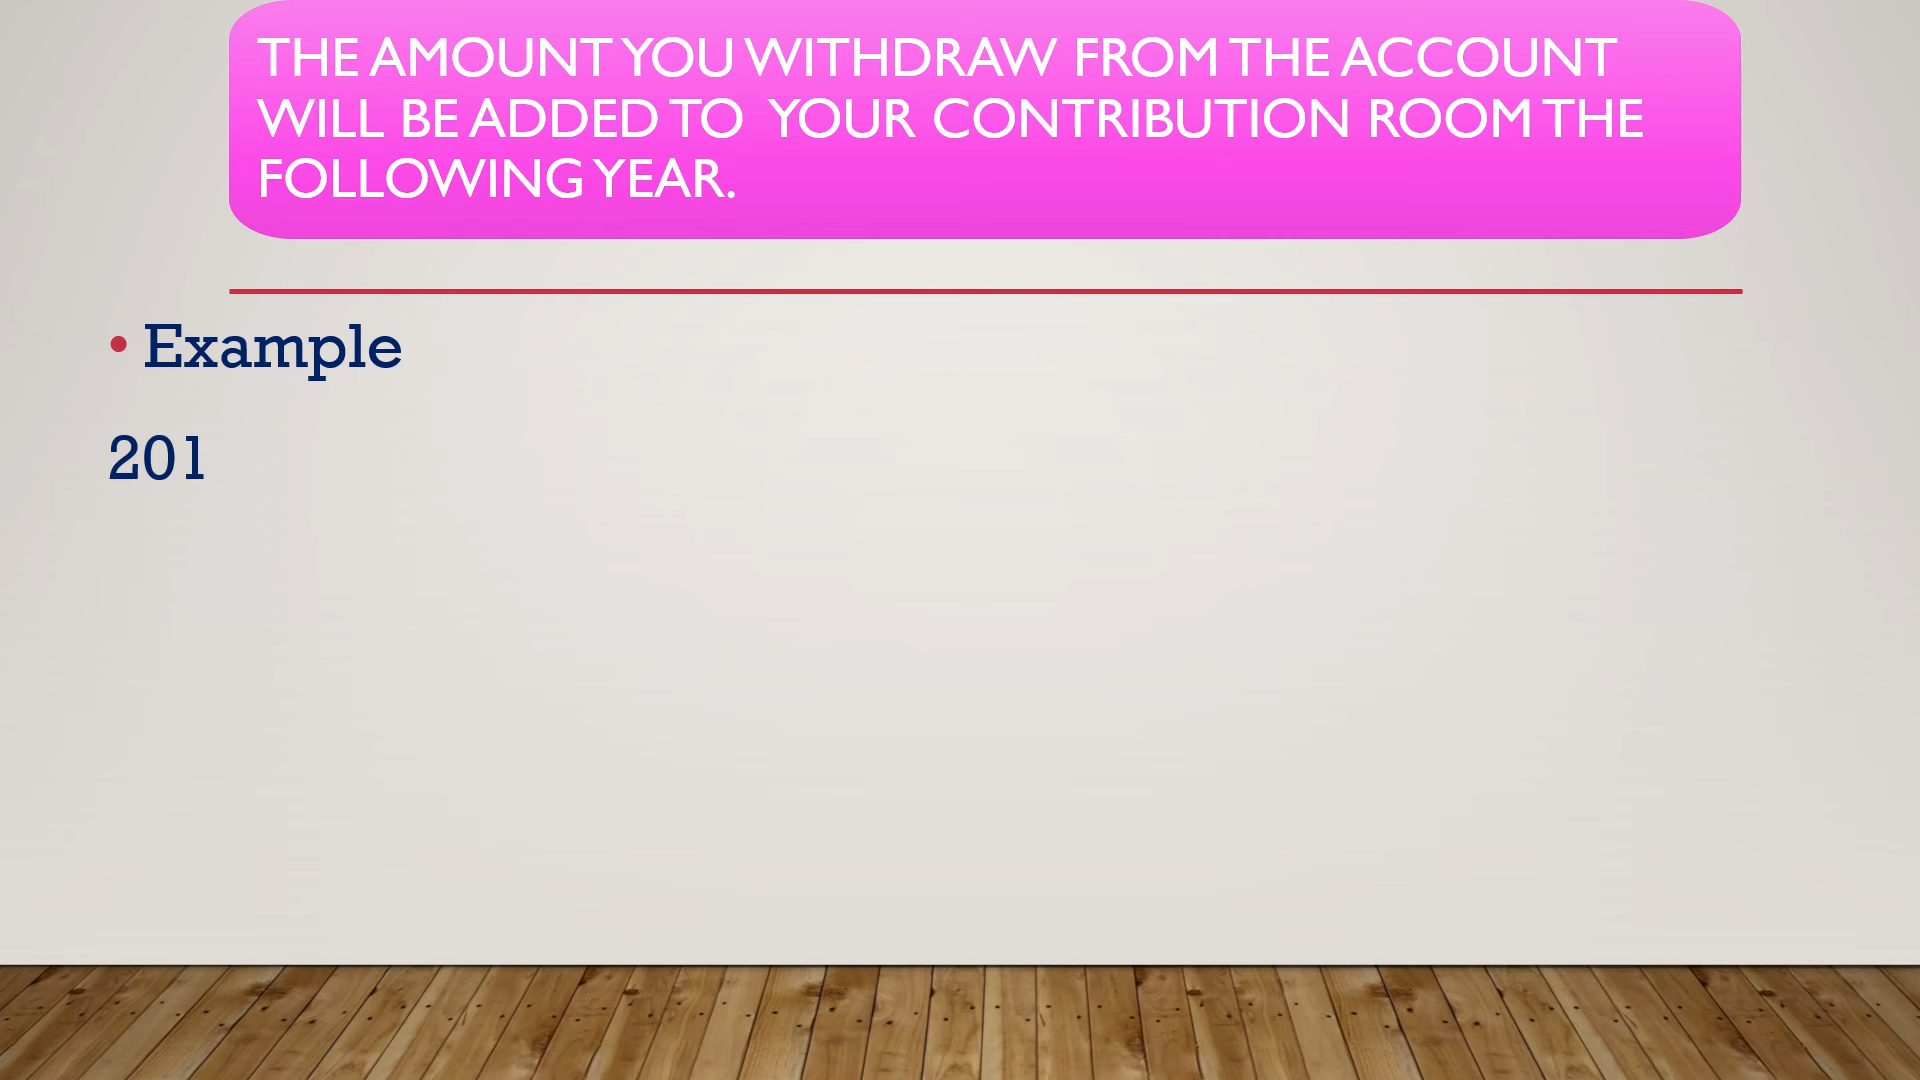 THE AMOUNT YOU WITHDRAW FROM THE ACCOUNT
WILL BE ADDED TO YOUR CONTRIBUTION ROOM THE
FOLLOWING YEAR.
• Example
201